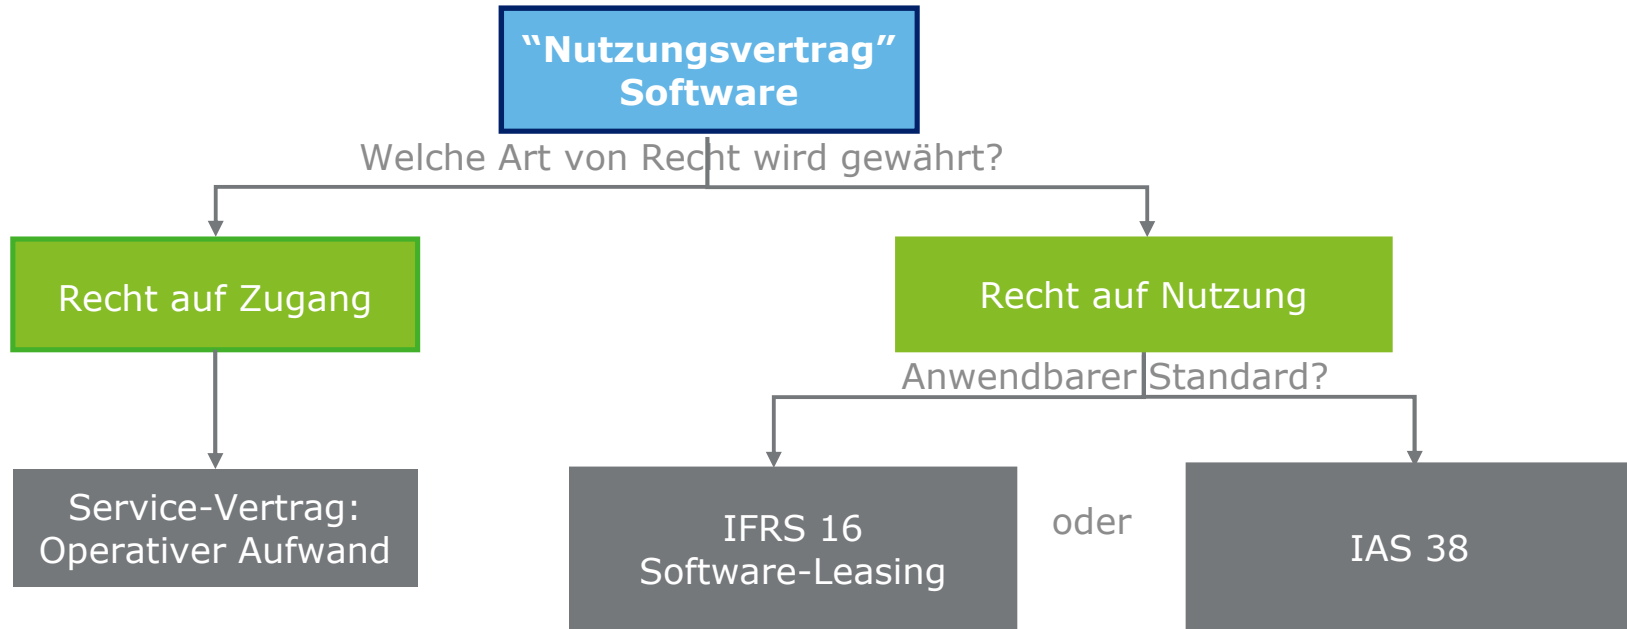 “Nutzungsvertrag”
Software
Welche Art von Recht wird gewährt?
Recht auf Zugang
Recht auf Nutzung
Anwendbarer Standard?
Service-Vertrag:
Operativer Aufwand
IFRS 16
Software-Leasing
oder
IAS 38